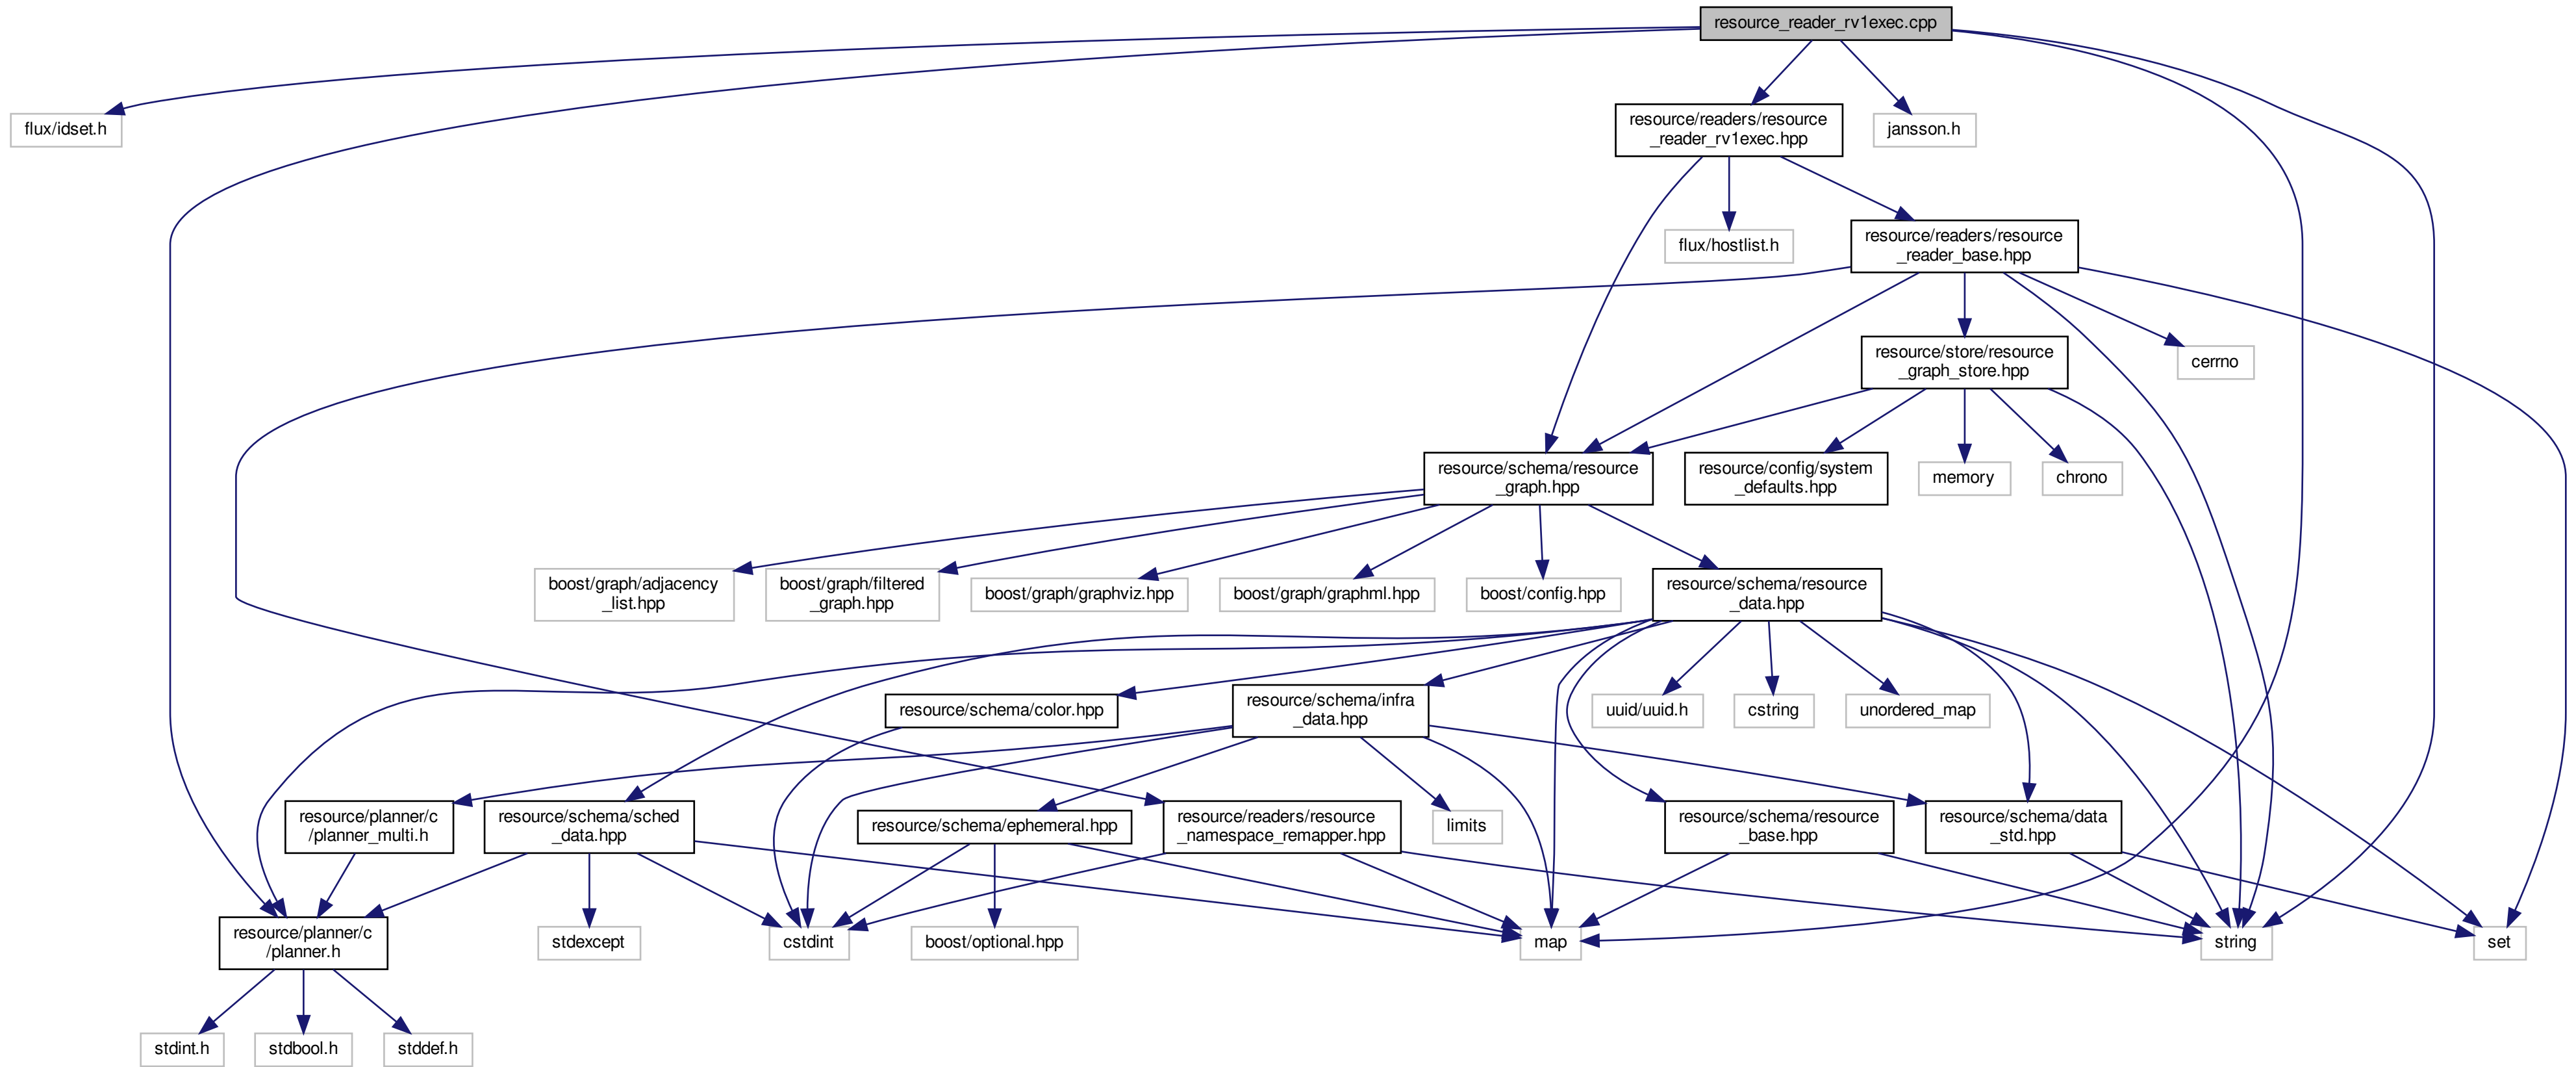 resource_reader_rv1exec.cpp
flux/idset.h
resource/readers/resource
_reader_rv1exec.hpp
jansson.h
flux/hostlist.h
resource/readers/resource
_reader_base.hpp
resource/store/resource
_graph_store.hpp
cerrno
resource/schema/resource
_graph.hpp
resource/config/system
_defaults.hpp
memory
chrono
boost/graph/adjacency
_list.hpp
boost/graph/filtered
_graph.hpp
boost/graph/graphviz.hpp
boost/graph/graphml.hpp
boost/config.hpp
resource/schema/resource
_data.hpp
resource/schema/color.hpp
resource/schema/infra
_data.hpp
uuid/uuid.h
cstring
unordered_map
resource/planner/c
/planner_multi.h
resource/schema/sched
_data.hpp
resource/schema/ephemeral.hpp
resource/readers/resource
_namespace_remapper.hpp
limits
resource/schema/resource
_base.hpp
resource/schema/data
_std.hpp
resource/planner/c
/planner.h
stdexcept
cstdint
boost/optional.hpp
map
string
set
stdint.h
stdbool.h
stddef.h